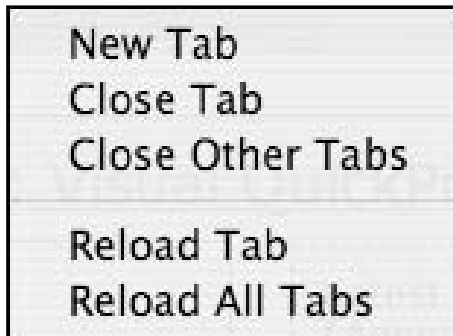 New Tab
Close Tab
Close Other Tabs
Reload Tab
Reload All Tabs